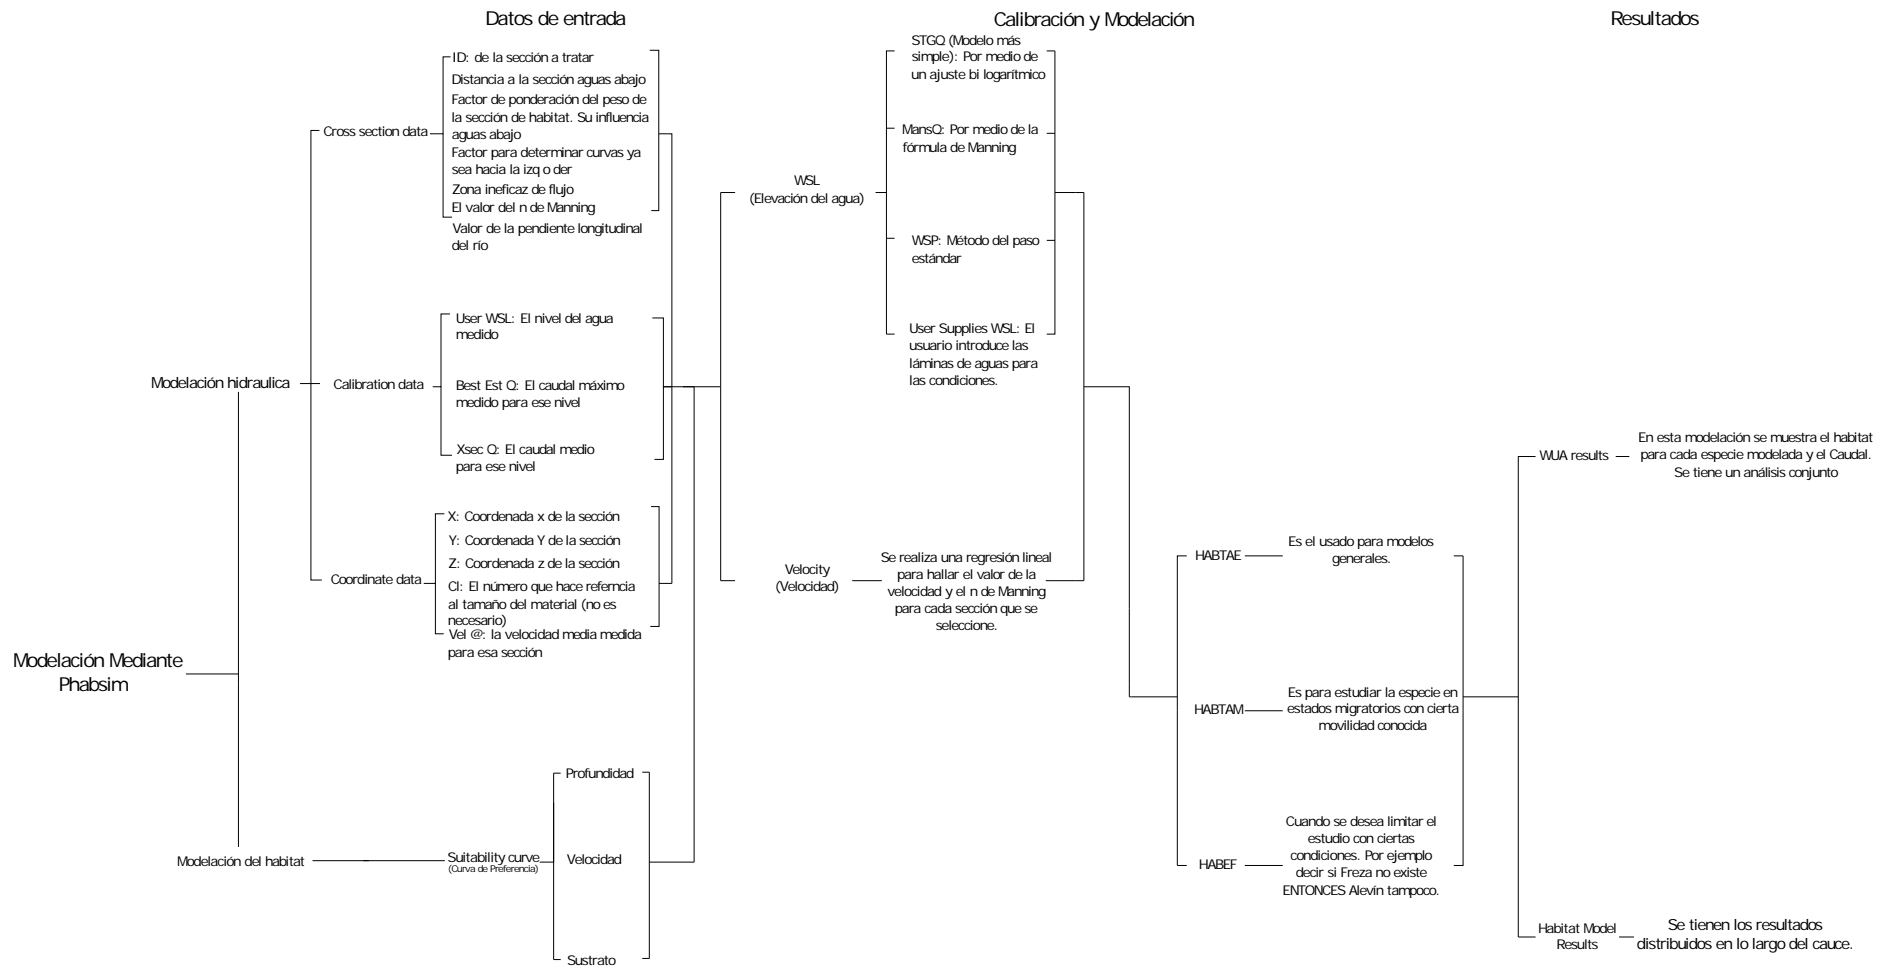 Datos de entrada
Calibración y Modelación
Resultados
Modelación Mediante
Phabsim
Modelación hidraulica
Cross section data
ID: de la sección a tratar
Distancia a la sección aguas abajo
Factor de ponderación del peso de
la sección de habitat. Su influencia
aguas abajo
Factor para determinar curvas ya
sea hacia la izq o der
Zona ineficaz de flujo
El valor del n de Manning
Valor de la pendiente longitudinal
del río
Calibration data
User WSL: El nivel del agua
medido
Best Est Q: El caudal máximo
medido para ese nivel
Xsec Q: El caudal medio
para ese nivel
Coordinate data
X: Coordenada x de la sección
Y: Coordenada Y de la sección
Z: Coordenada z de la sección
CI: El número que hace referncia
al tamaño del material (no es
necesario)
Vel @: la velocidad media medida
para esa sección
Modelación del habitat
Suitability curve
(Curva de Preferencia)
Profundidad
Velocidad
Sustrato
WSL
(Elevación del agua)
STGQ (Modelo más
simple): Por medio de
un ajuste bi logarítmico
MansQ: Por medio de la
fórmula de Manning
WSP: Método del paso
estándar
User Supplies WSL: El
usuario introduce las
láminas de aguas para
las condiciones.
Velocity
(Velocidad)
Se realiza una regresión lineal
para hallar el valor de la
velocidad y el n de Manning
para cada sección que se
seleccione.
HABTAE
Es el usado para modelos
generales.
HABTAM
Es para estudiar la especie en
estados migratorios con cierta
movilidad conocida
HABEF
Cuando se desea limitar el
estudio con ciertas
condiciones. Por ejemplo
decir si Freza no existe
ENTONCES Alevín tampoco.
WUA results
En esta modelación se muestra el habitat
para cada especie modelada y el Caudal.
Se tiene un análisis conjunto
Habitat Model
Results
Se tienen los resultados
distribuidos en lo largo del cauce.